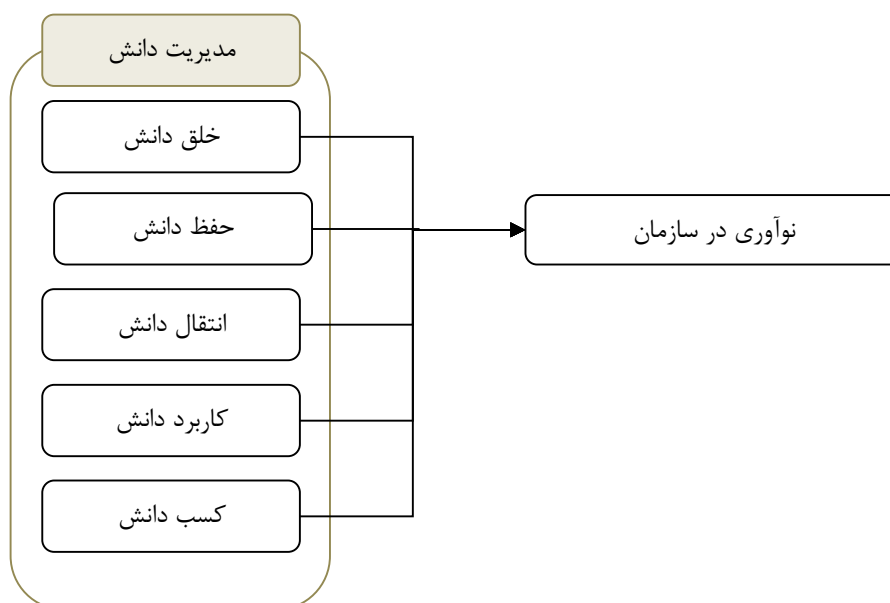 مدیریت دانش
خلق دانش
حفظ دانش
نوآوری در سازمان
انتقال دانش
کاربرد دانش
کسب دانش